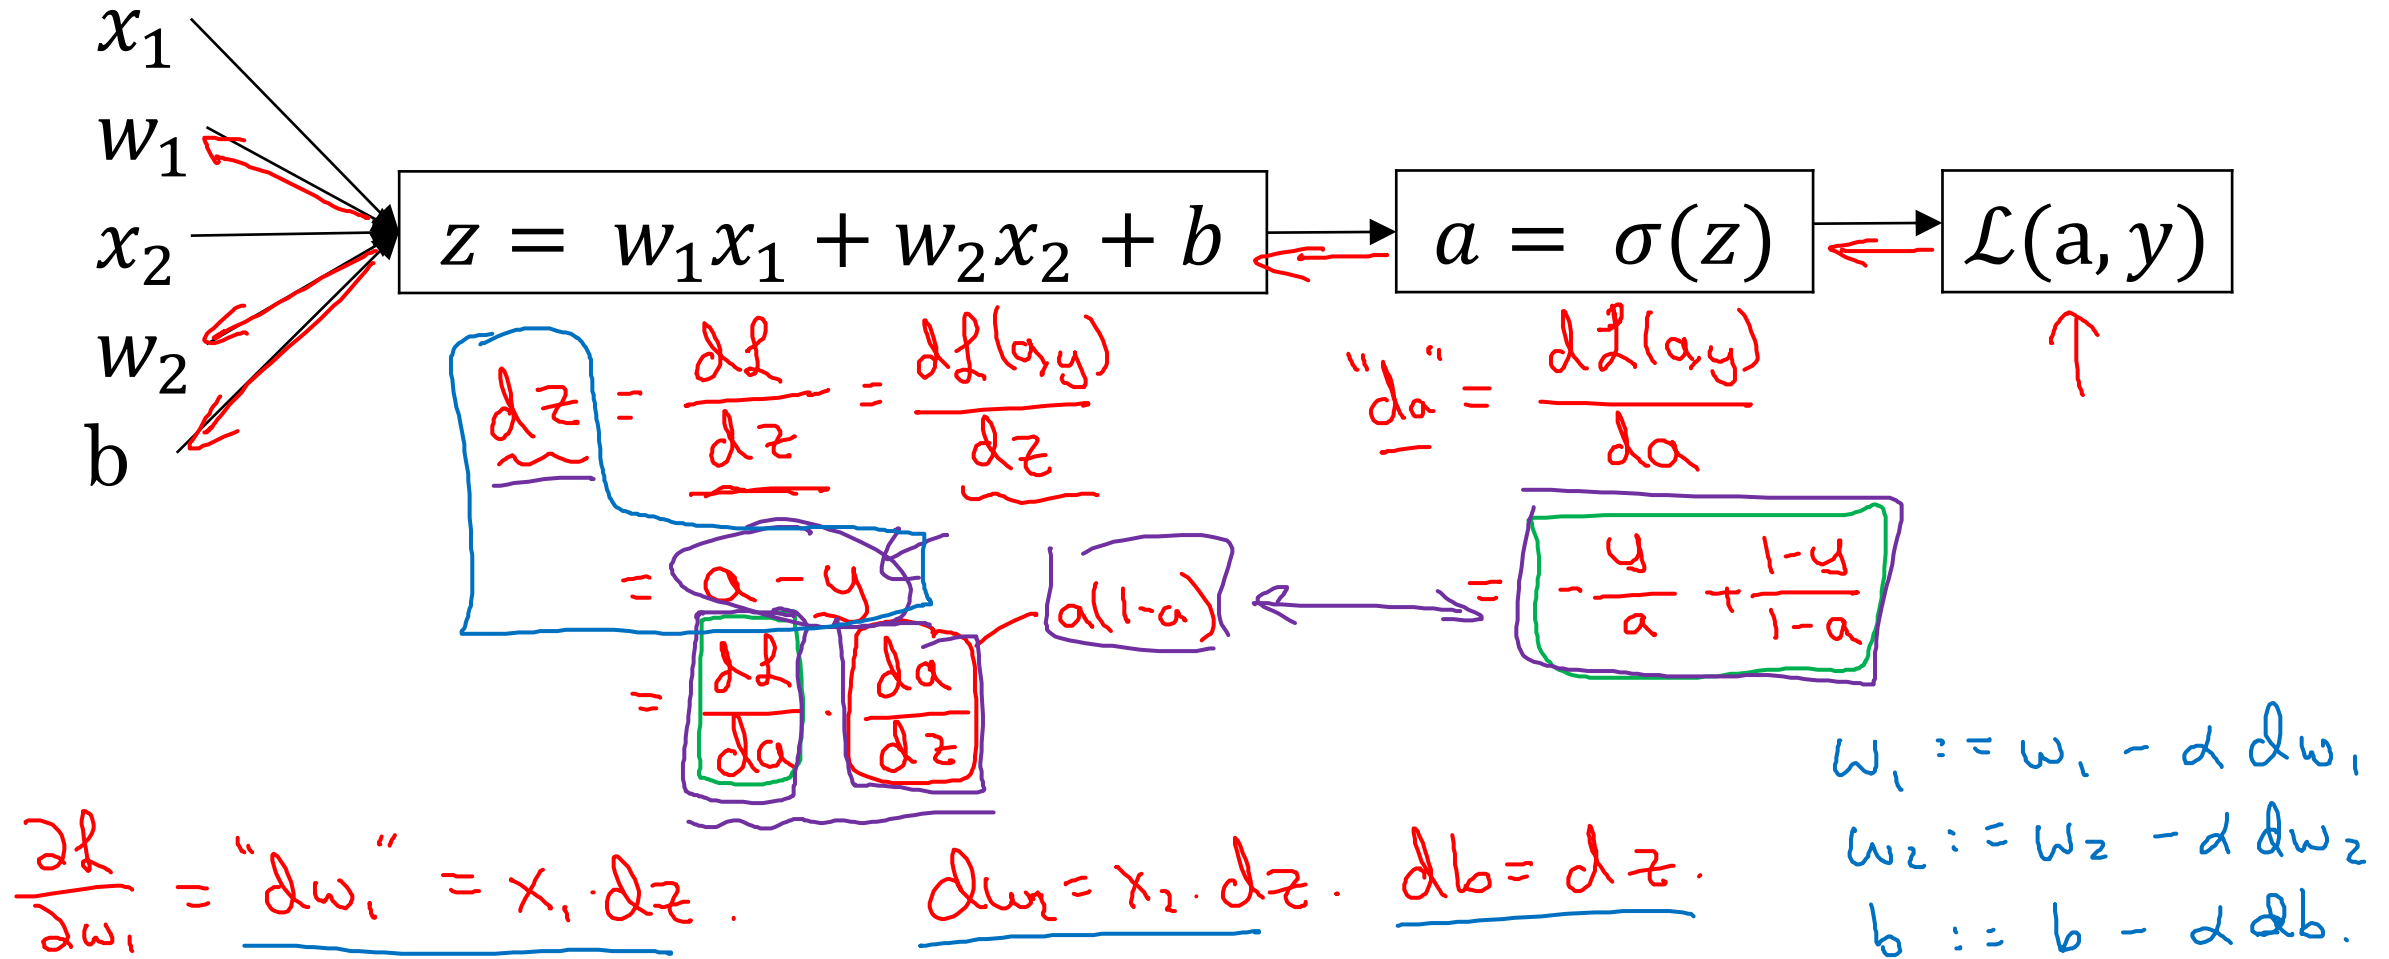 x₁
w₁
x₂
w₂
b
z = w₁x₁ + w₂x₂ + b
a = σ(z)
ℒ(a, y)
dz = dℒ/dz = dℒ(a,y)/dz
= a - y
= dℒ/da · da/dz
a(1-a)
"da" = dℒ(a,y)/da
= - y/a + (1-y)/(1-a)
∂ℒ/∂w₁ = "dw₁" = x₁·dz.
dw₂ = x₂·dz.
db = dz.
w₁ := w₁ - α dw₁
w₂ := w₂ - α dw₂
b := b - α db.